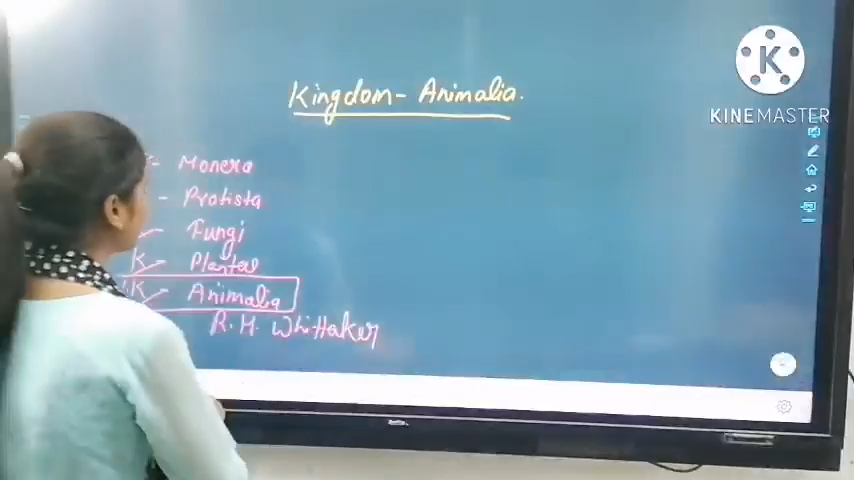 Kingdom- Animalia.
KINEMASTER
- Monera
- Protista
Fungi
K Plantae
K Animalia
R.H. Whittaker